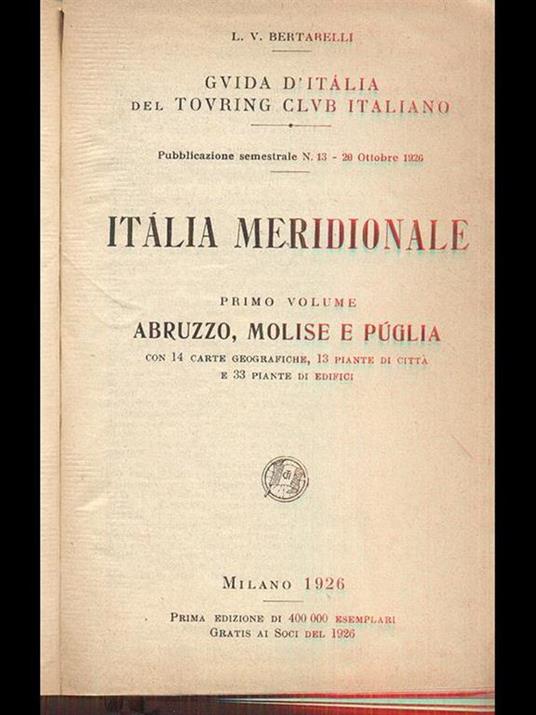 L. V. BERTARELLI
GVIDA D'ITÁLIA
DEL TOVRING CLVB ITALIANO
Pubblicazione semestrale N. 13 - 20 Ottobre 1926
ITÁLIA MERIDIONALE
PRIMO VOLUME
ABRUZZO, MOLISE E PÚGLIA
CON 14 CARTE GEOGRAFICHE, 13 PIANTE DI CITTÀ
E 33 PIANTE DI EDIFICI
MILANO 1926
PRIMA EDIZIONE DI 400 000 ESEMPLARI
GRATIS AI SOCI DEL 1926